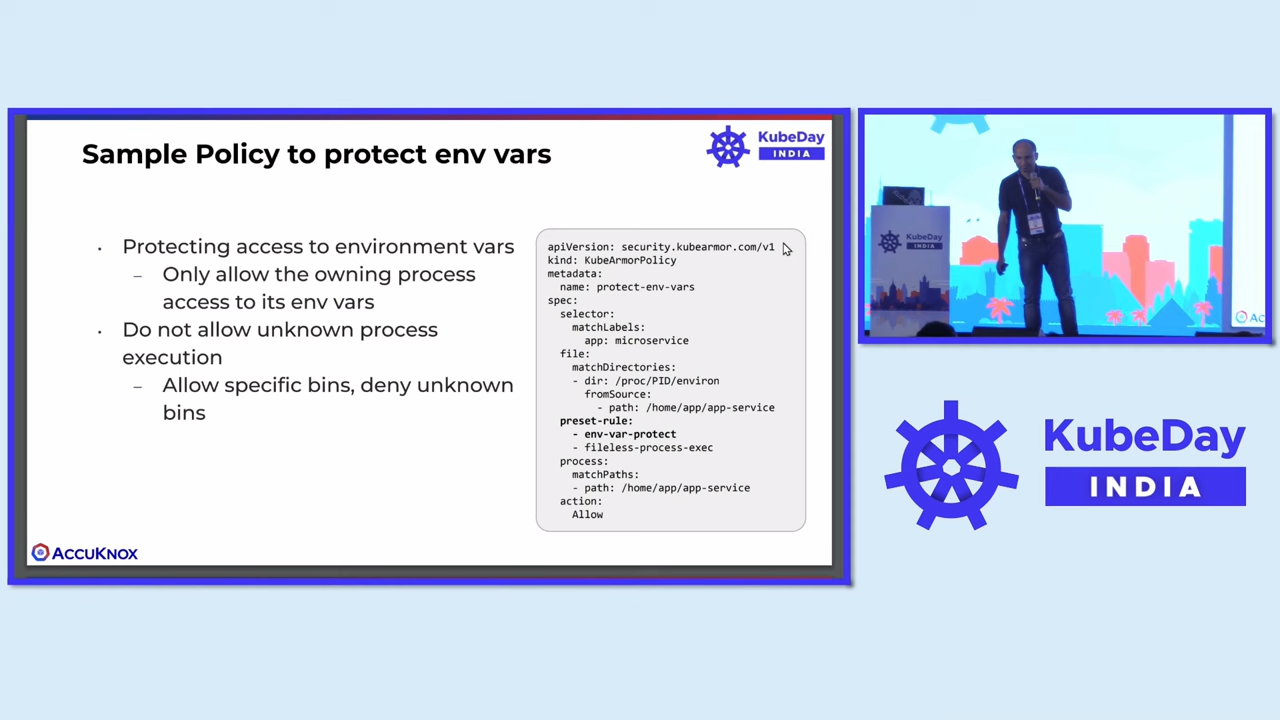 Sample Policy to protect env vars
KubeDay
INDIA
• Protecting access to environment vars
– Only allow the owning process
access to its env vars
• Do not allow unknown process
execution
– Allow specific bins, deny unknown
bins
apiVersion: security.kubearmor.com/v1
kind: KubeArmorPolicy
metadata:
  name: protect-env-vars
spec:
  selector:
    matchLabels:
      app: microservice
  file:
    matchDirectories:
    - dir: /proc/PID/environ
      fromSource:
        - path: /home/app/app-service
  preset-rule:
    - env-var-protect
    - fileless-process-exec
  process:
    matchPaths:
    - path: /home/app/app-service
  action:
    Allow
AccuKnox
KubeDay
INDIA
Ac
KubeDay
INDIA